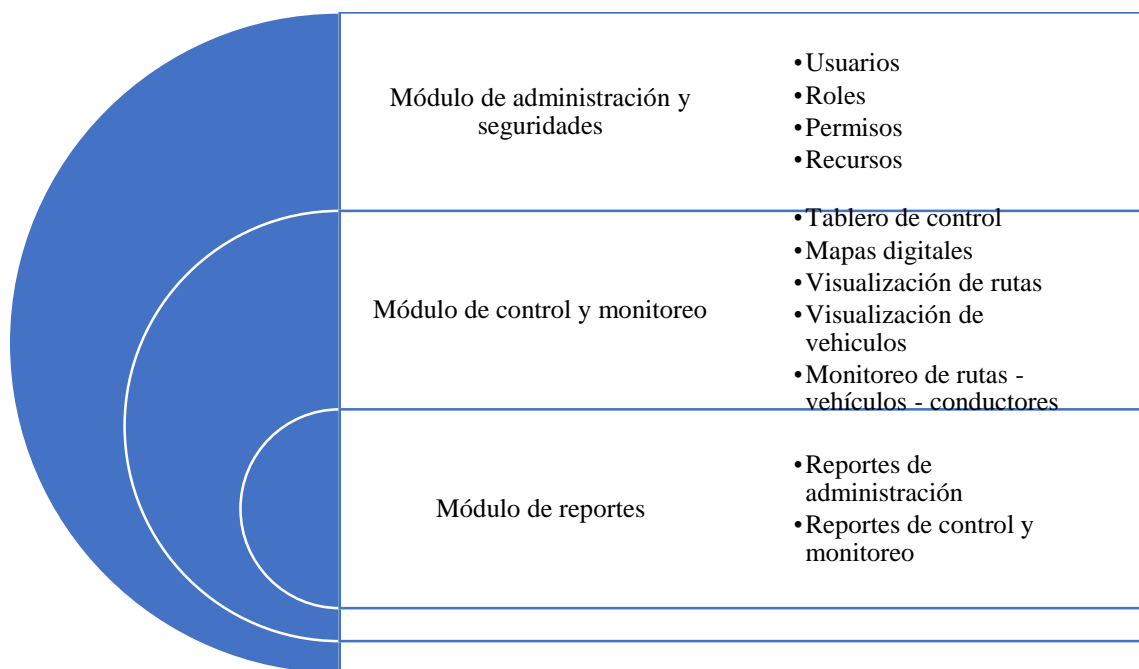 Módulo de administración y
seguridades
•Usuarios
•Roles
•Permisos
•Recursos
Módulo de control y monitoreo
•Tablero de control
•Mapas digitales
•Visualización de rutas
•Visualización de
vehiculos
•Monitoreo de rutas -
vehículos - conductores
Módulo de reportes
•Reportes de
administración
•Reportes de control y
monitoreo